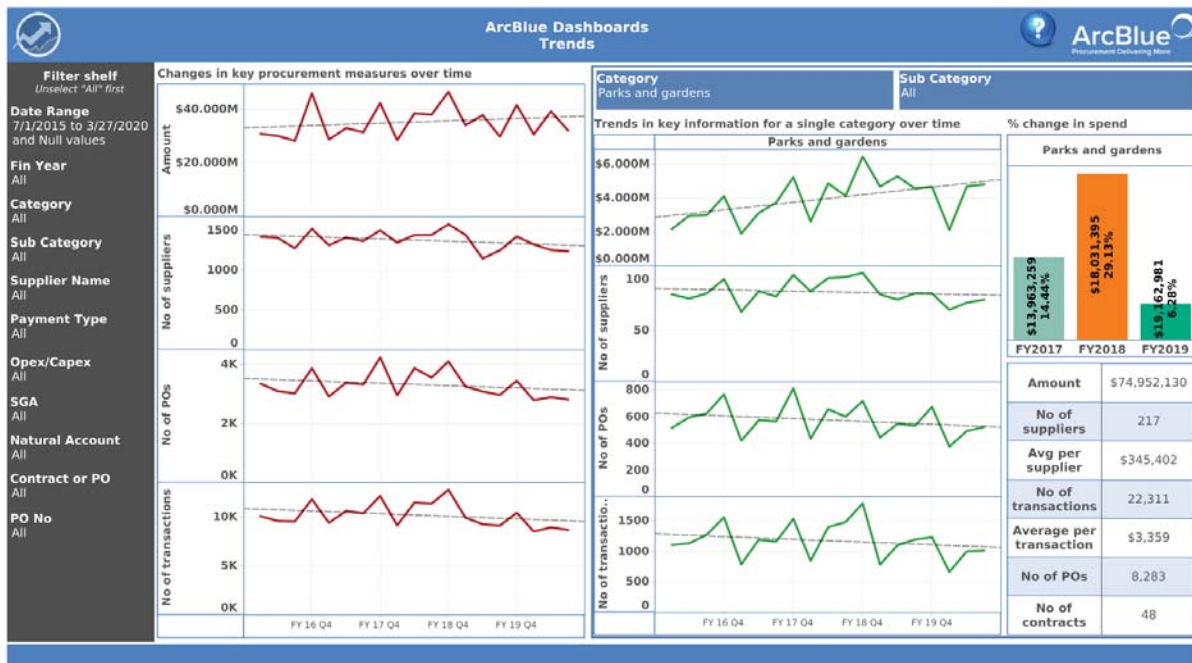 ArcBlue Dashboards
Trends
?
ArcBlue
Procurement Delivering More
Filter shelf
Unselect "All" first
Date Range
7/1/2015 to 3/27/2020
and Null values
Fin Year
All
Category
All
Sub Category
All
Supplier Name
All
Payment Type
All
Opex/Capex
All
SGA
All
Natural Account
All
Contract or PO
All
PO No
All
Changes in key procurement measures over time
Amount
$40.000M
$20.000M
$0.000M
No of suppliers
1500
1000
500
0
No of POs
4K
2K
0K
No of transactions
10K
5K
0K
FY 16 Q4
FY 17 Q4
FY 18 Q4
FY 19 Q4
Category
Parks and gardens
Sub Category
All
Trends in key information for a single category over time
Parks and gardens
$6.000M
$4.000M
$2.000M
$0.000M
No of suppliers
100
50
0
No of POs
800
600
400
200
0
No of transactio..
1500
1000
500
0
FY 16 Q4
FY 17 Q4
FY 18 Q4
FY 19 Q4
% change in spend
Parks and gardens
$13,963,259
14.44%
$18,031,395
29.13%
$19,162,981
6.28%
FY2017
FY2018
FY2019
Amount
$74,952,130
No of
suppliers
217
Avg per
supplier
$345,402
No of
transactions
22,311
Average per
transaction
$3,359
No of POs
8,283
No of
contracts
48